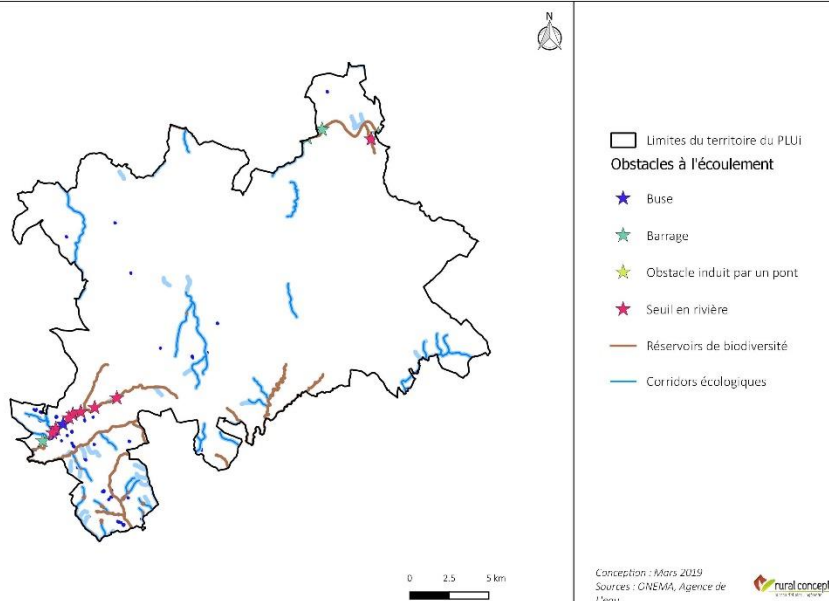 N
Limites du territoire du PLUi
Obstacles à l'écoulement
Buse
Barrage
Obstacle induit par un pont
Seuil en rivière
Réservoirs de biodiversité
Corridors écologiques
0 2.5 5 km
Conception : Mars 2019
Sources : ONEMA, Agence de
l'eau
rural concept